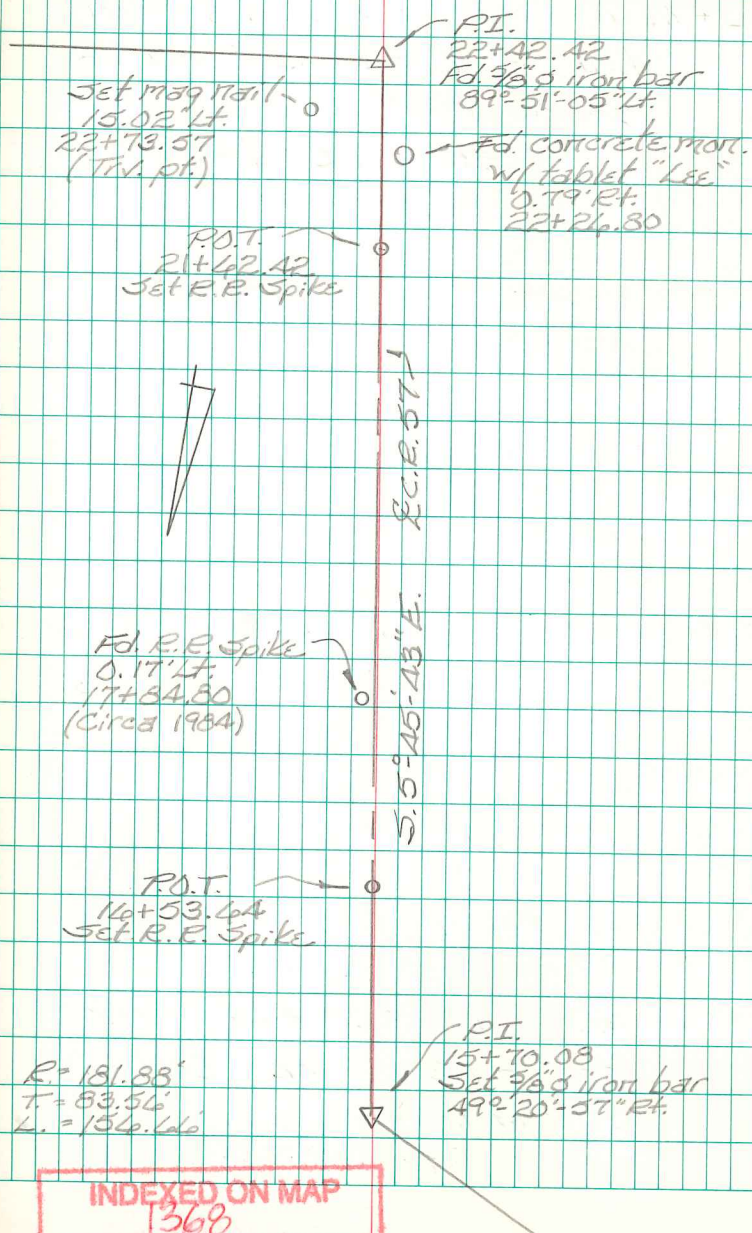 P.I.
22+42.42
Fd. 5/8" ø iron bar
89°-51'-05" Lt.
Set mag nail
15.02' Lt.
22+73.57
(Trv. pt.)
Fd. concrete mon.
w/ tablet "Lee"
0.79' Rt.
22+26.80
P.O.T.
21+62.42
Set R.R. Spike
℄ C.R. 57
S.5°-45'-43"E.
Fd. R.R. Spike
0.17' Lt.
17+84.80
(Circa 1984)
P.O.T.
16+53.64
Set R.R. Spike
P.I.
15+70.08
Set 5/8" ø iron bar
49°-20'-57" Rt.
R.= 181.88'
T.= 83.56'
L.= 156.66'
INDEXED ON MAP
1368